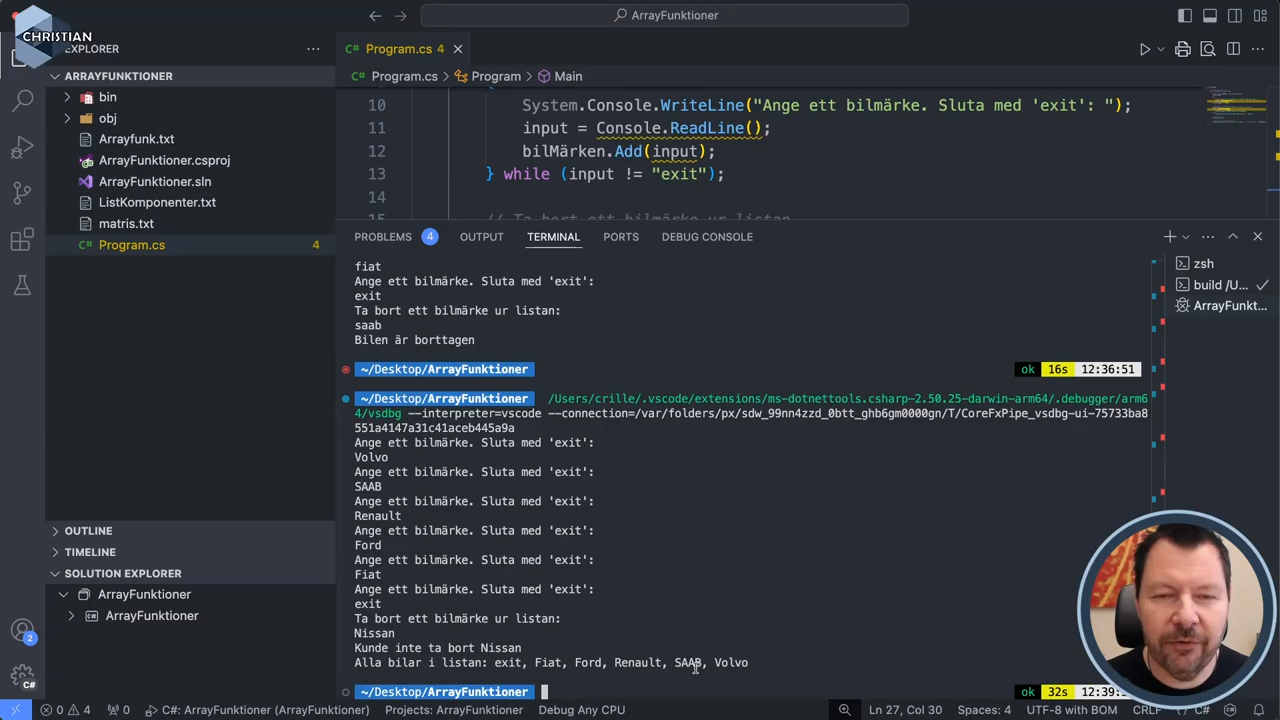 CHRISTIAN
ArrayFunktioner
EXPLORER
Program.cs 4
ARRAYFUNKTIONER
Program.cs > Program > Main
bin
obj
Arrayfunk.txt
ArrayFunktioner.csproj
ArrayFunktioner.sln
ListKomponenter.txt
matris.txt
Program.cs 4
10 System.Console.WriteLine("Ange ett bilmärke. Sluta med 'exit': ");
11 input = Console.ReadLine();
12 bilMärken.Add(input);
13 } while (input != "exit");
14
15 // Ta bort ett bilmärke ur listan
PROBLEMS 4 OUTPUT TERMINAL PORTS DEBUG CONSOLE
zsh
build /U...
ArrayFunkt...
fiat
Ange ett bilmärke. Sluta med 'exit':
exit
Ta bort ett bilmärke ur listan:
saab
Bilen är borttagen
~/Desktop/ArrayFunktioner ok 16s 12:36:51
~/Desktop/ArrayFunktioner /Users/crille/.vscode/extensions/ms-dotnettools.csharp-2.50.25-darwin-arm64/.debugger/arm6
4/vsdbg --interpreter=vscode --connection=/var/folders/px/sdw_99nn4zzd_0btt_ghb6gm0000gn/T/CoreFxPipe_vsdbg-ui-75733ba8
551a4147a31c41aceb445a9a
Ange ett bilmärke. Sluta med 'exit':
Volvo
Ange ett bilmärke. Sluta med 'exit':
SAAB
Ange ett bilmärke. Sluta med 'exit':
Renault
Ange ett bilmärke. Sluta med 'exit':
Ford
Ange ett bilmärke. Sluta med 'exit':
Fiat
Ange ett bilmärke. Sluta med 'exit':
exit
Ta bort ett bilmärke ur listan:
Nissan
Kunde inte ta bort Nissan
Alla bilar i listan: exit, Fiat, Ford, Renault, SAAB, Volvo
~/Desktop/ArrayFunktioner ok 32s
OUTLINE
TIMELINE
SOLUTION EXPLORER
ArrayFunktioner
ArrayFunktioner
2
C#
0 4 0 C#: ArrayFunktioner (ArrayFunktioner) Projects: ArrayFunktioner Debug Any CPU Ln 27, Col 30 Spaces: 4 UTF-8 with BOM CRLF C#